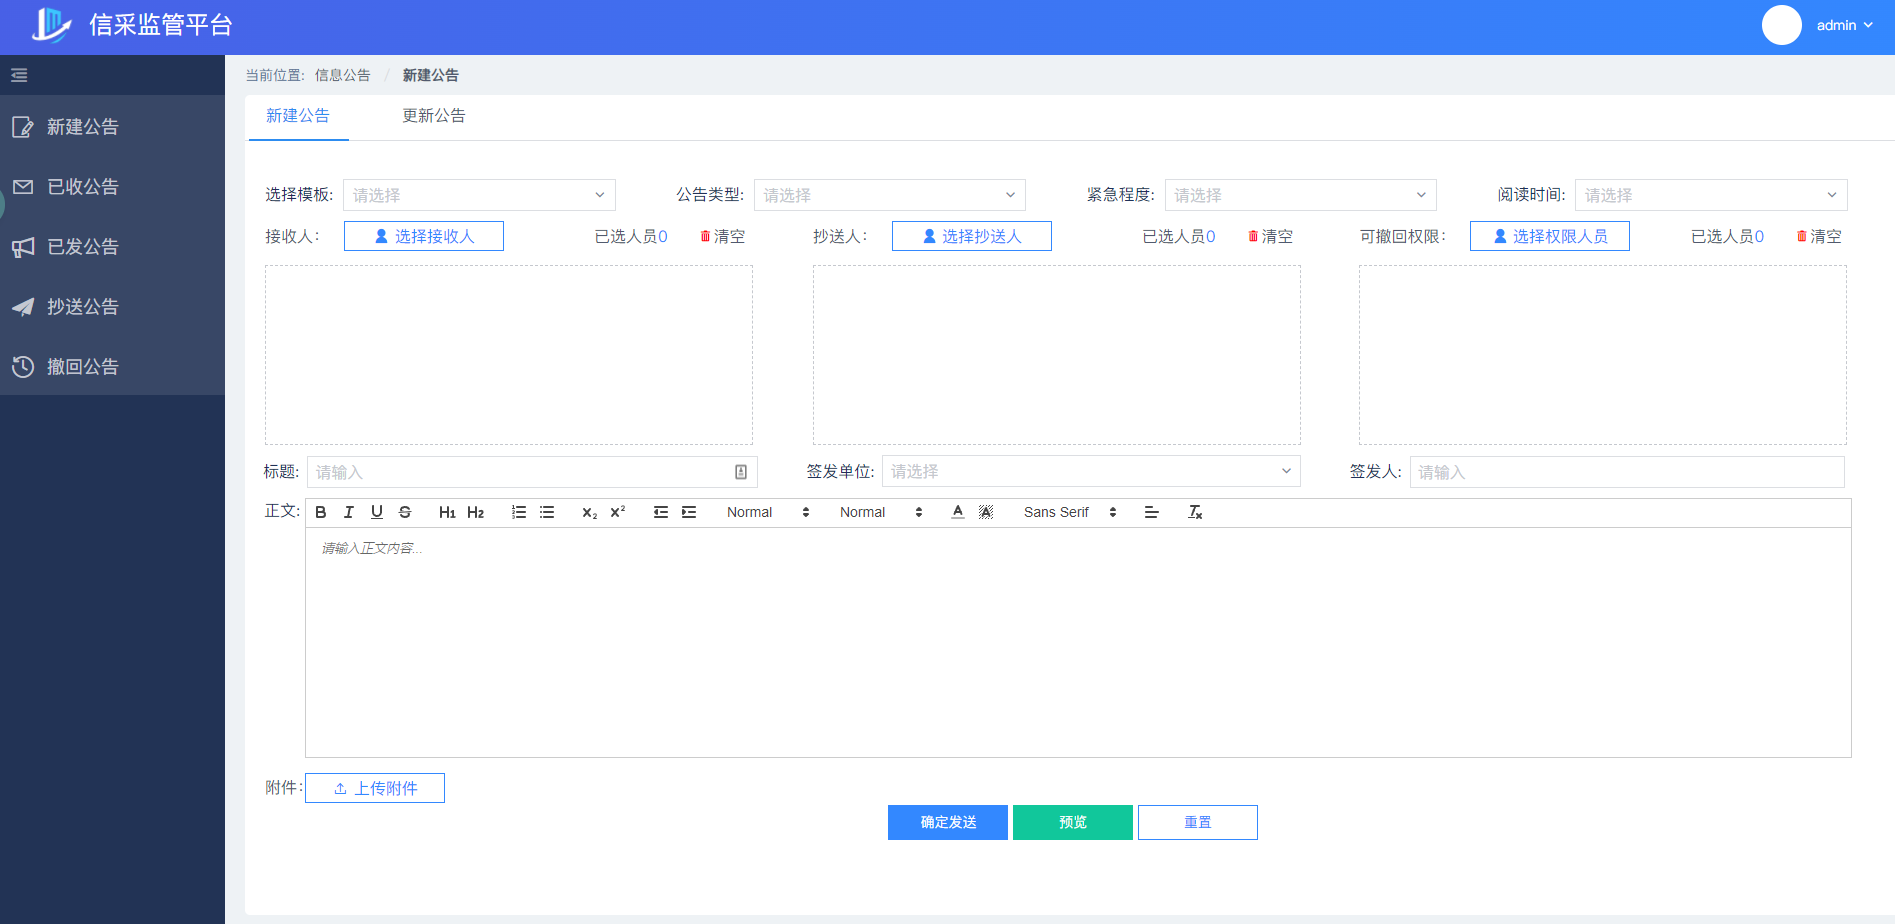 信采监管平台
admin
当前位置: 信息公告 / 新建公告
新建公告
已收公告
已发公告
抄送公告
撤回公告
新建公告 更新公告
选择模板: 请选择 公告类型: 请选择 紧急程度: 请选择 阅读时间: 请选择
接收人: 选择接收人 已选人员0 清空 抄送人: 选择抄送人 已选人员0 清空 可撤回权限: 选择权限人员 已选人员0 清空
标题: 请输入 签发单位: 请选择 签发人: 请输入
正文: B I U S H1 H2 x2 x2 Normal Normal A A Sans Serif Tx
请输入正文内容...
附件: 上传附件
确定发送 预览 重置